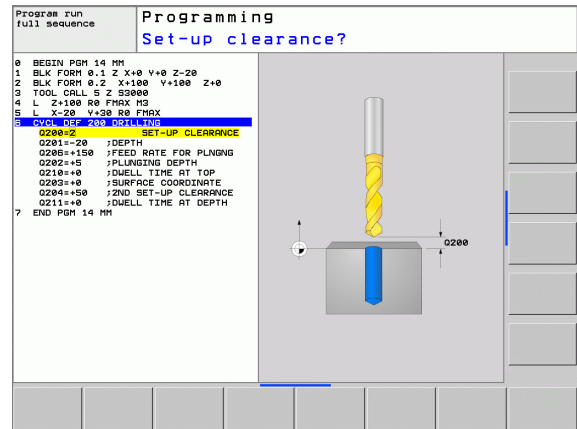 Program run
full sequence
Programming
Set-up clearance?
0 BEGIN PGM 14 MM
1 BLK FORM 0.1 Z X+0 Y+0 Z-20
2 BLK FORM 0.2 X+100 Y+100 Z+0
3 TOOL CALL 5 Z S3000
4 L Z+100 R0 FMAX M3
5 L X-20 Y+30 R0 FMAX
6 CYCL DEF 200 DRILLING
Q200=2 SET-UP CLEARANCE
Q201=-20 ;DEPTH
Q206=+150 ;FEED RATE FOR PLNGNG
Q202=+5 ;PLUNGING DEPTH
Q210=+0 ;DWELL TIME AT TOP
Q203=+0 ;SURFACE COORDINATE
Q204=+50 ;2ND SET-UP CLEARANCE
Q211=+0 ;DWELL TIME AT DEPTH
7 END PGM 14 MM
Q200